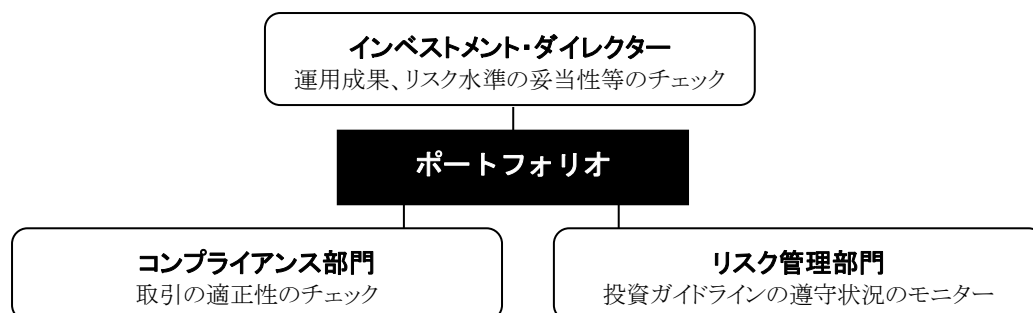 インベストメント・ダイレクター
運用成果、リスク水準の妥当性等のチェック
ポートフォリオ
コンプライアンス部門
取引の適正性のチェック
リスク管理部門
投資ガイドラインの遵守状況のモニター